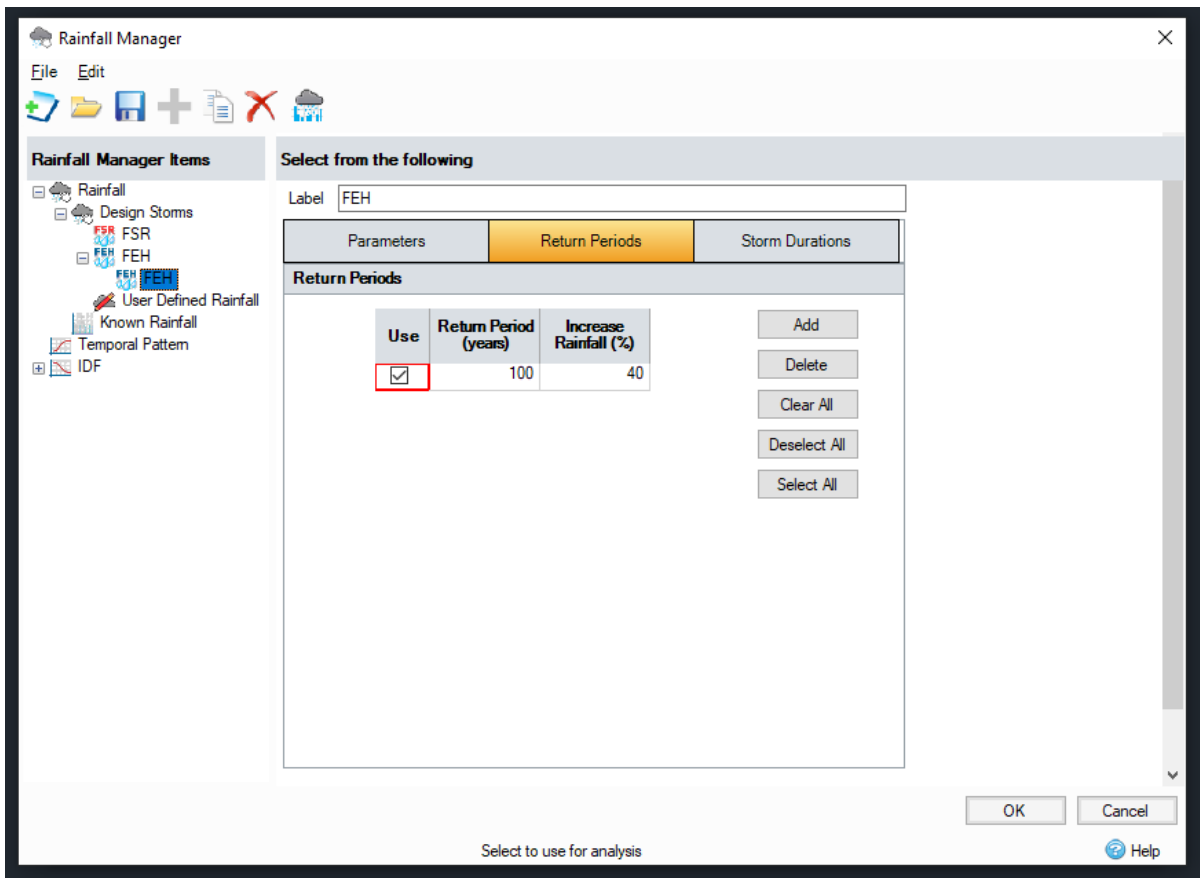 Rainfall Manager
File Edit
Rainfall Manager Items
Select from the following
Rainfall
Design Storms
FSR FSR
FEH FEH
FEH FEH
User Defined Rainfall
Known Rainfall
Temporal Pattern
IDF
Label FEH
Parameters Return Periods Storm Durations
Return Periods
Use Return Period (years) Increase Rainfall (%)
100 40
Add
Delete
Clear All
Deselect All
Select All
OK Cancel
Select to use for analysis
Help